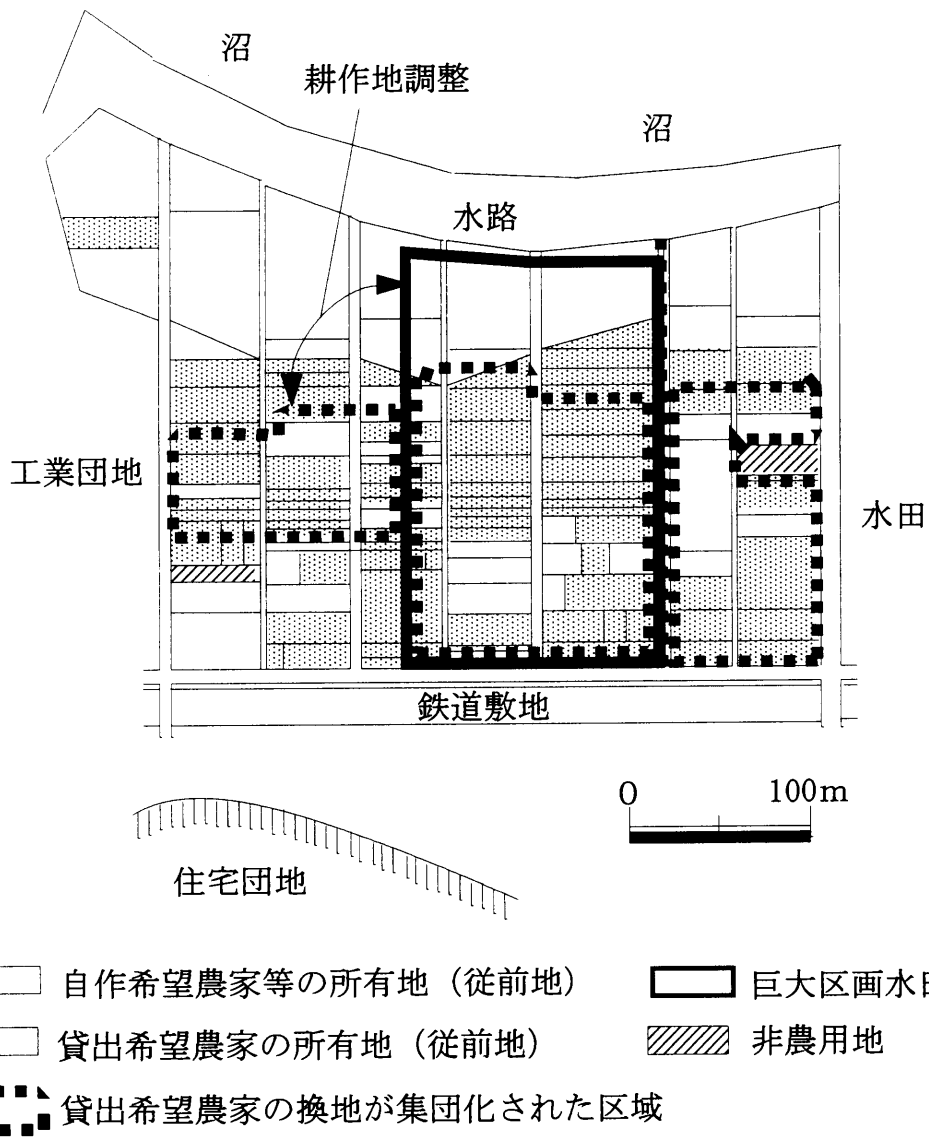 沼
耕作地調整
沼
水路
工業団地
水田
鉄道敷地
0 100m
住宅団地
自作希望農家等の所有地（従前地）
巨大区画水田
貸出希望農家の所有地（従前地）
非農用地
貸出希望農家の換地が集団化された区域